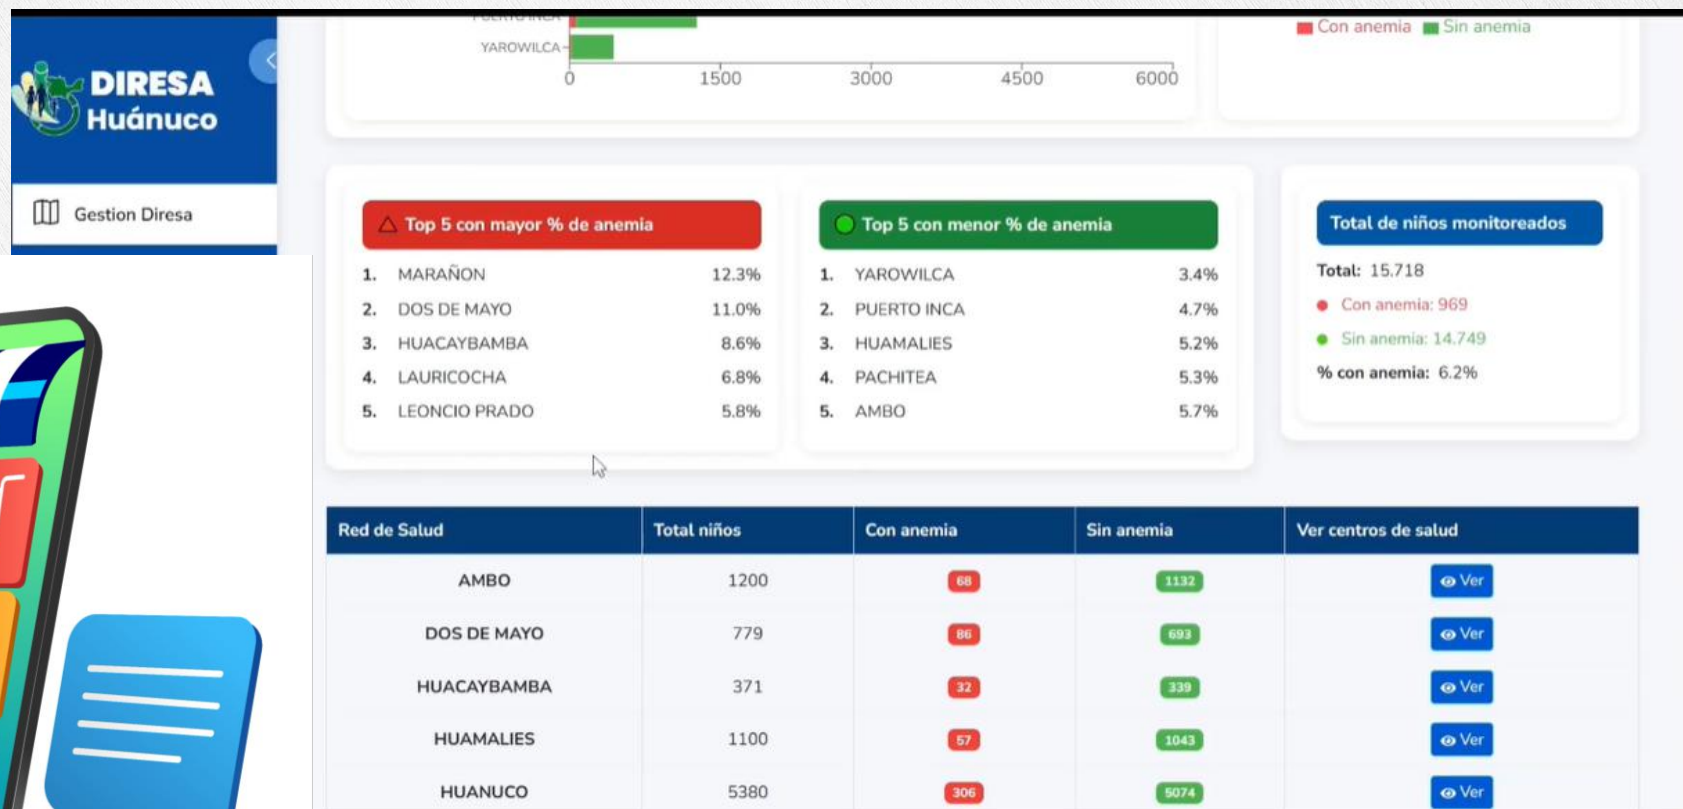 PUERTO INCA
Con anemia Sin anemia
YAROWILCA
0 1500 3000 4500 6000
DIRESA
Huánuco
Gestion Diresa
Top 5 con mayor % de anemia
1. MARAÑON 12.3%
2. DOS DE MAYO 11.0%
3. HUACAYBAMBA 8.6%
4. LAURICOCHA 6.8%
5. LEONCIO PRADO 5.8%
Top 5 con menor % de anemia
1. YAROWILCA 3.4%
2. PUERTO INCA 4.7%
3. HUAMALIES 5.2%
4. PACHITEA 5.3%
5. AMBO 5.7%
Total de niños monitoreados
Total: 15.718
Con anemia: 969
Sin anemia: 14.749
% con anemia: 6.2%
Red de Salud Total niños Con anemia Sin anemia Ver centros de salud
AMBO 1200 68 1132 Ver
DOS DE MAYO 779 86 693 Ver
HUACAYBAMBA 371 32 339 Ver
HUAMALIES 1100 57 1043 Ver
HUANUCO 5380 306 5074 Ver